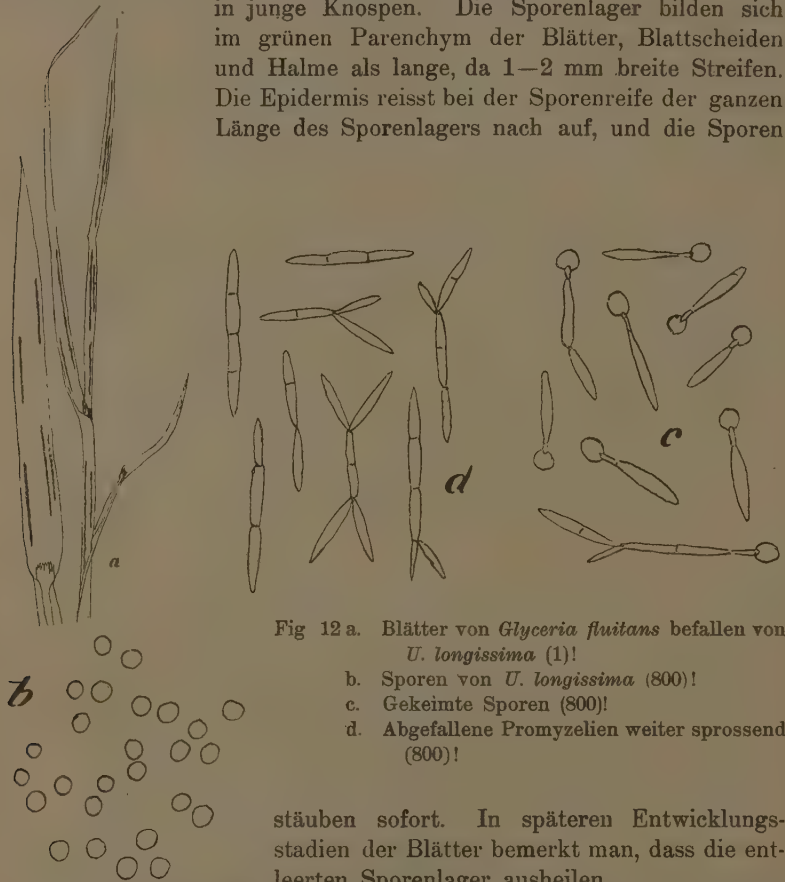 in junge Knospen. Die Sporenlager bilden sich
im grünen Parenchym der Blätter, Blattscheiden
und Halme als lange, da 1—2 mm breite Streifen.
Die Epidermis reisst bei der Sporenreife der ganzen
Länge des Sporenlagers nach auf, und die Sporen
a
b
c
d
Fig 12 a. Blätter von Glyceria fluitans befallen von
U. longissima (1)!
b. Sporen von U. longissima (800)!
c. Gekeimte Sporen (800)!
d. Abgefallene Promyzelien weiter sprossend
(800)!
stäuben sofort. In späteren Entwicklungs-
stadien der Blätter bemerkt man, dass die ent-
leerten Sporenlager ausheilen